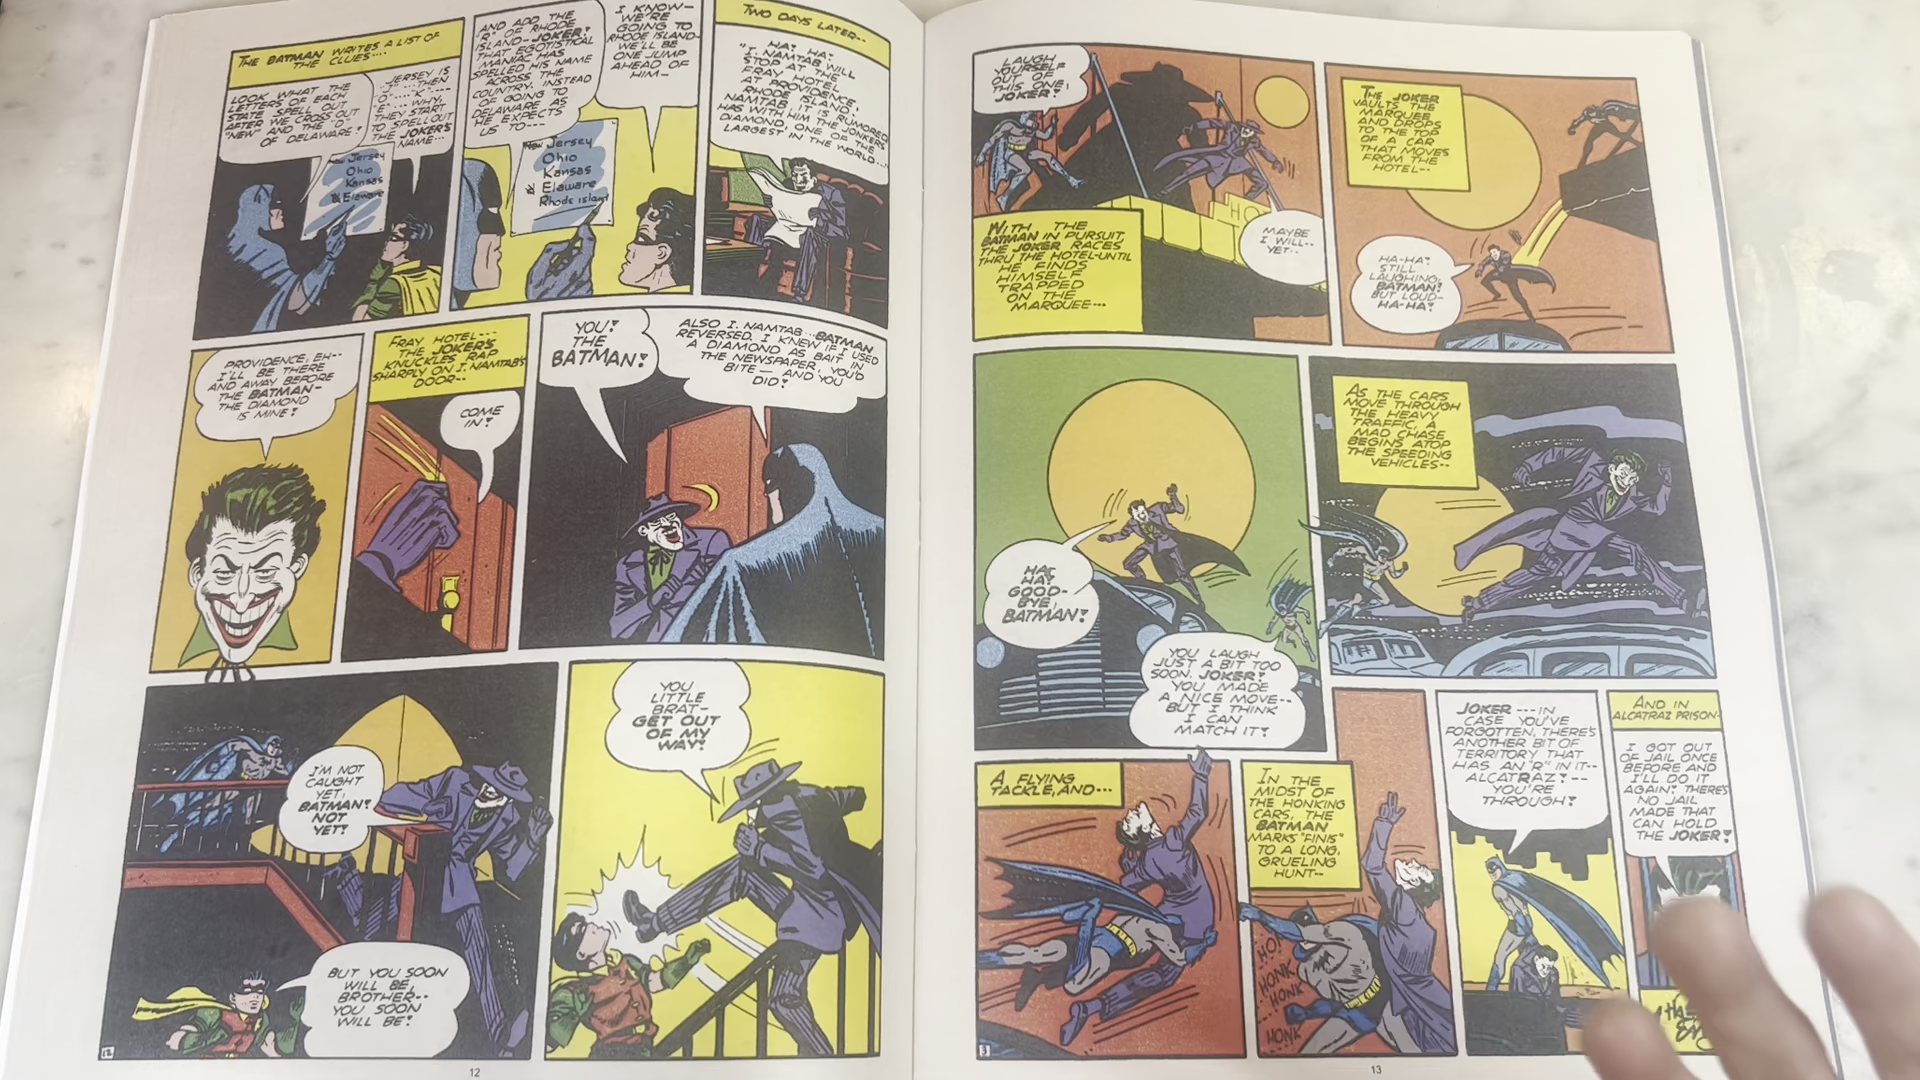 THE BATMAN WRITES A LIST OF
THE CLUES....
LOOK WHAT THE
LETTERS OF EACH
STATE SPELL OUT
AFTER WE CROSS OUT
"NEW" AND THE "D"
OF DELAWARE!
JERSEY IS
"J"...THEN
"O"..."K"...
"E"... WHY,
THEY START
TO SPELL OUT
THE JOKER'S
NAME...
New Jersey
Ohio
Kansas
Elaware
AND ADD THE
"R" OF RHODE
ISLAND--JOKER!
THAT EGOTISTICAL
MANIAC HAS
SPELLED HIS NAME
ACROSS THE
COUNTRY. INSTEAD
OF GOING TO
DELAWARE AS
HE EXPECTS
US TO---
I KNOW--
WE'RE
GOING TO
RHODE ISLAND--
WE'LL BE
ONE JUMP
AHEAD OF
HIM--
New Jersey
Ohio
Kansas
Elaware
Rhode Island
TWO DAYS LATER--
HA! HA!
"I. NAMTAB WILL
STOP AT THE
FRAY HOTEL
AT PROVIDENCE,
RHODE ISLAND.
NAMTAB, IT IS RUMORED,
HAS WITH HIM THE JONKERS
DIAMOND, ONE OF THE
LARGEST IN THE WORLD...."
PROVIDENCE, EH--
I'LL BE THERE
AND AWAY BEFORE
THE BATMAN--
THE DIAMOND
IS MINE!
FRAY HOTEL---
THE JOKER'S
KNUCKLES RAP
SHARPLY ON I. NAMTAB'S
DOOR--
COME
IN!
YOU!
THE
BATMAN!
ALSO I. NAMTAB...BATMAN
REVERSED. I KNEW IF I USED
A DIAMOND AS BAIT IN
THE NEWSPAPER, YOU'D
BITE — AND YOU
DID!
I'M NOT
CAUGHT
YET,
BATMAN!
NOT
YET!
BUT YOU SOON
WILL BE,
BROTHER--
YOU SOON
WILL BE!
YOU
LITTLE
BRAT--
GET OUT
OF MY
WAY!
12
12
LAUGH
YOURSELF
OUT OF
THIS ONE,
JOKER!
HO
WITH THE
BATMAN IN PURSUIT,
THE JOKER RACES
THRU THE HOTEL--UNTIL
HE FINDS
HIMSELF
TRAPPED
ON THE
MARQUEE---
MAYBE
I WILL--
YET--
THE JOKER
VAULTS THE
MARQUEE
AND DROPS
TO THE TOP
OF A CAR
THAT MOVES
FROM THE
HOTEL--
HA-HA!
STILL
LAUGHING,
BATMAN!
BUT LOUD--
HA-HA!
HA!
HA!
GOOD-
BYE,
BATMAN!
YOU LAUGH
JUST A BIT TOO
SOON, JOKER!
YOU MADE
A NICE MOVE--
BUT I THINK
I CAN
MATCH IT!
AS THE CARS
MOVE THROUGH
THE HEAVY
TRAFFIC, A
MAD CHASE
BEGINS ATOP
THE SPEEDING
VEHICLES--
A FLYING
TACKLE, AND---
IN THE
MIDST OF
THE HONKING
CARS, THE
BATMAN
MARKS "FINIS"
TO A LONG,
GRUELING
HUNT--
HO!
HONK
HONK
HONK
JOKER ---IN
CASE YOU'VE
FORGOTTEN, THERE'S
ANOTHER BIT OF
TERRITORY THAT
HAS AN "R" IN IT--
ALCATRAZ! --
YOU'RE
THROUGH!
AND IN
ALCATRAZ PRISON-
I GOT OUT
OF JAIL ONCE
BEFORE AND
I'LL DO IT
AGAIN! THERE'S
NO JAIL
MADE THAT
CAN HOLD
THE JOKER!
3
13